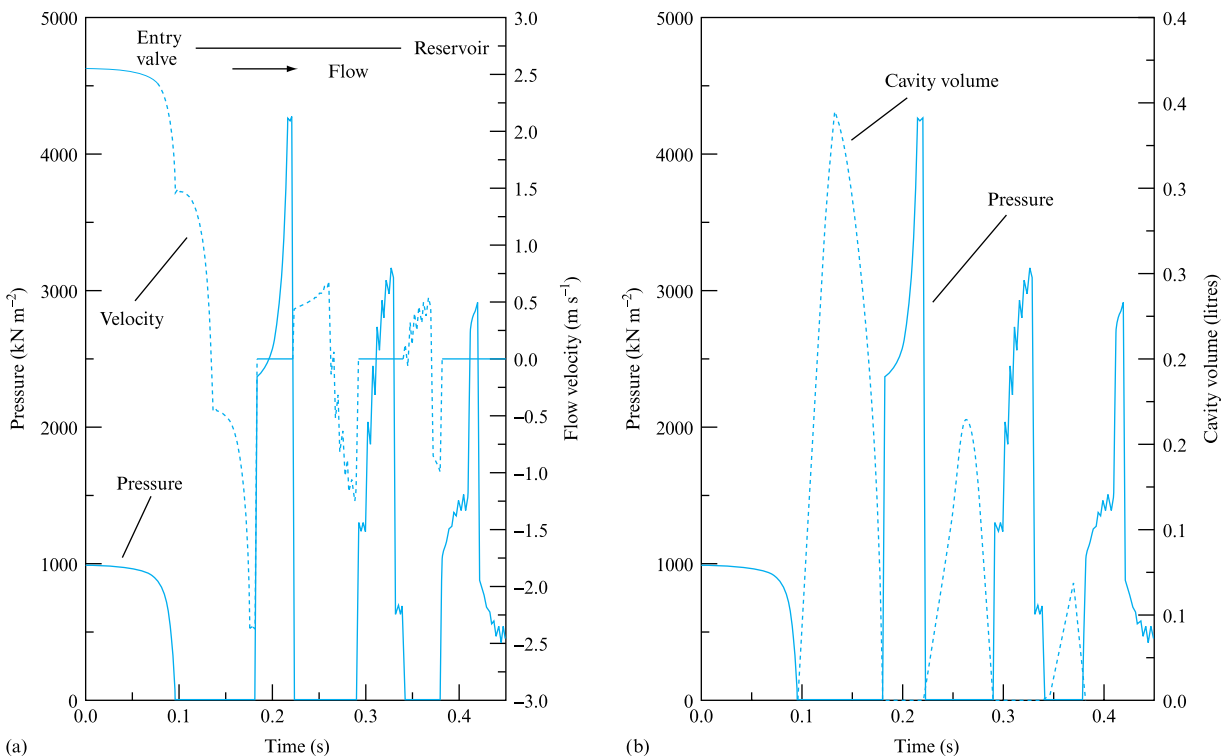 5000
4000
3000
2000
1000
0
Pressure (kN m⁻²)
Entry
valve
Reservoir
Flow
Velocity
Pressure
3.0
2.5
2.0
1.5
1.0
0.5
0.0
−0.5
−1.0
−1.5
−2.0
−2.5
−3.0
Flow velocity (m s⁻¹)
0.0 0.1 0.2 0.3 0.4
(a)
Time (s)
5000
4000
3000
2000
1000
0
Pressure (kN m⁻²)
Cavity volume
Pressure
0.4
0.4
0.3
0.3
0.2
0.2
0.1
0.1
0.0
Cavity volume (litres)
0.0 0.1 0.2 0.3 0.4
(b)
Time (s)